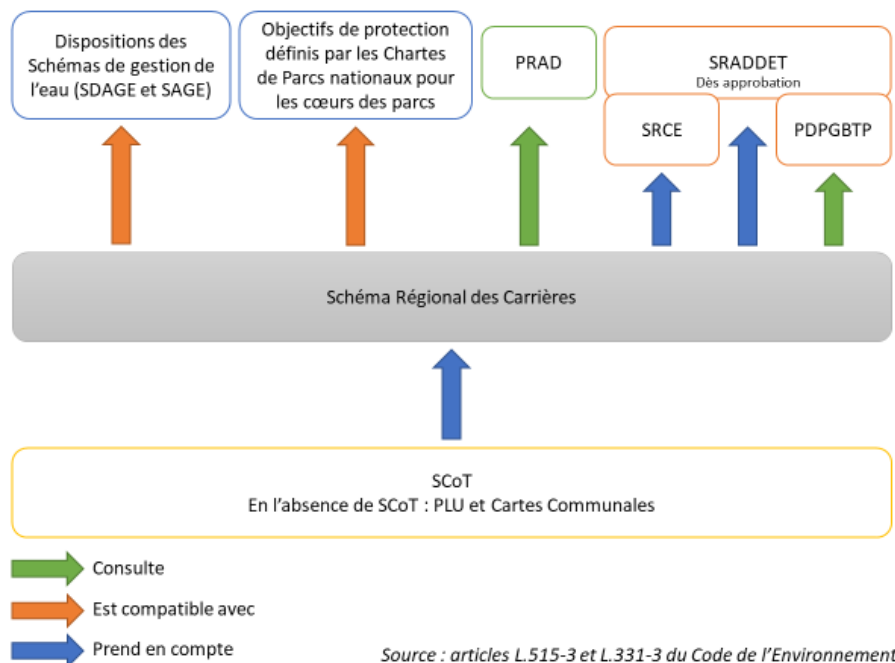 Dispositions des
Schémas de gestion de
l'eau (SDAGE et SAGE)
Objectifs de protection
définis par les Chartes
de Parcs nationaux pour
les cœurs des parcs
PRAD
SRADDET
Dès approbation
SRCE
PDPGBTP
Schéma Régional des Carrières
SCoT
En l'absence de SCoT : PLU et Cartes Communales
Consulte
Est compatible avec
Prend en compte
Source : articles L.515-3 et L.331-3 du Code de l'Environnement